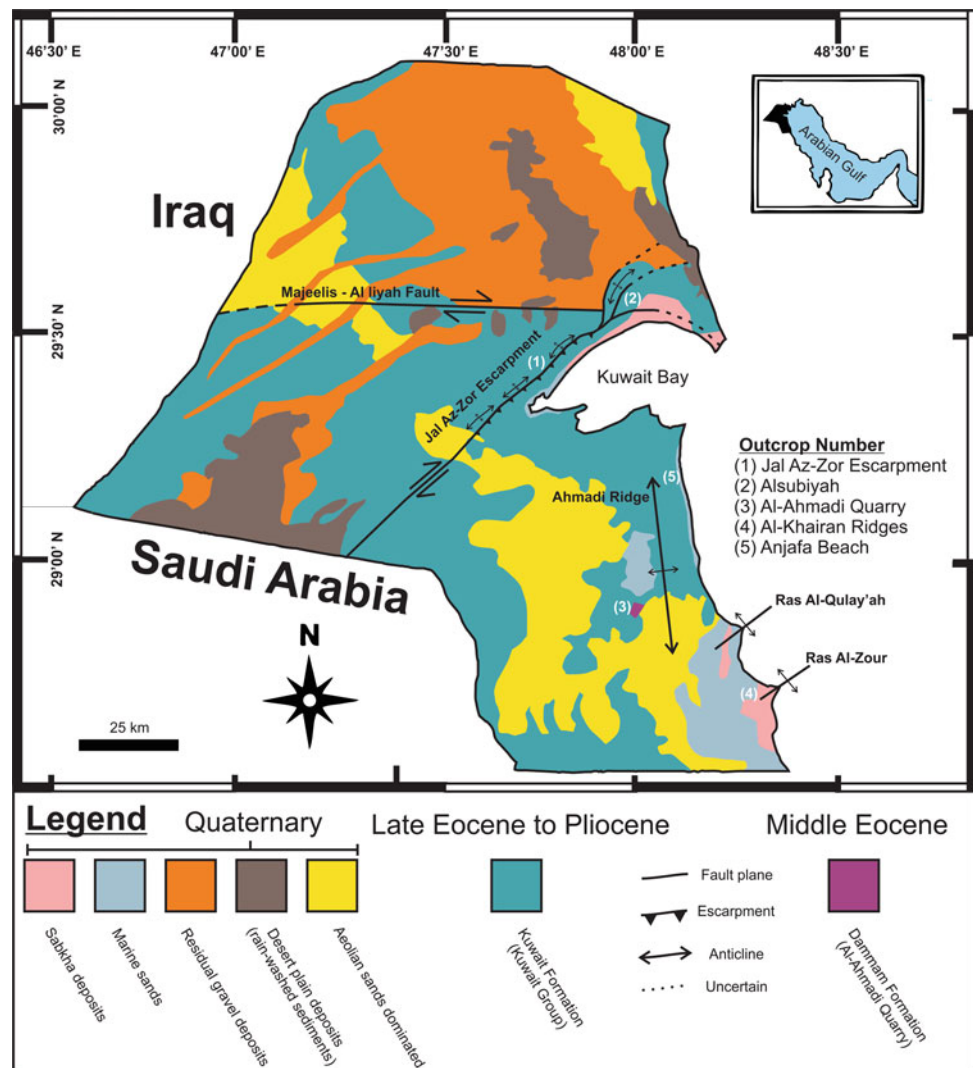 46’30’ E
47’00’ E
47’30’ E
48’00’ E
48’30’ E
30’00’ N
29’30’ N
29’00’ N
Arabian Gulf
Iraq
Majeelis - Al liyah Fault
(2)
(1)
Jal Az-Zor Escarpment
Kuwait Bay
Ahmadi Ridge
(5)
Outcrop Number
(1) Jal Az-Zor Escarpment
(2) Alsubiyah
(3) Al-Ahmadi Quarry
(4) Al-Khairan Ridges
(5) Anjafa Beach
Saudi Arabia
(3)
Ras Al-Qulay’ah
Ras Al-Zour
(4)
N
25 km
Legend
Quaternary
Late Eocene to Pliocene
Middle Eocene
Sabkha deposits
Marine sands
Residual gravel deposits
Desert plain deposits
(rain-washed sediments)
Aeolian sands dominated
Kuwait Formation
(Kuwait Group)
Fault plane
Escarpment
Anticline
Uncertain
Dammam Formation
(Al-Ahmadi Quarry)